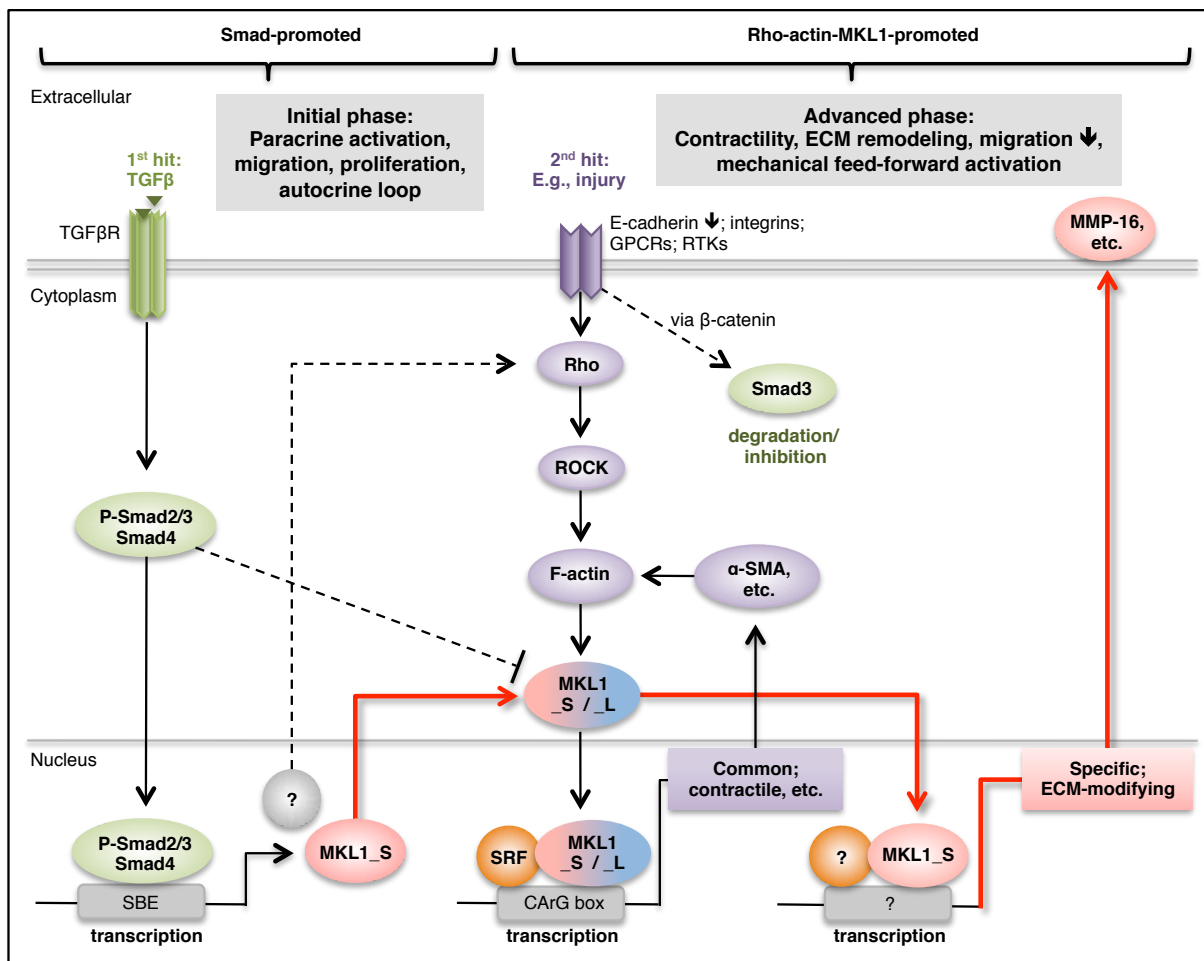 Smad-promoted
Rho-actin-MKL1-promoted
Extracellular
Initial phase:
Paracrine activation,
migration, proliferation,
autocrine loop
Advanced phase:
Contractility, ECM remodeling, migration 🡻,
mechanical feed-forward activation
1st hit:
TGFβ
2nd hit:
E.g., injury
TGFβR
E-cadherin 🡻; integrins;
GPCRs; RTKs
MMP-16,
etc.
Cytoplasm
via β-catenin
Rho
Smad3
degradation/
inhibition
ROCK
P-Smad2/3
Smad4
F-actin
α-SMA,
etc.
MKL1
_S / _L
Nucleus
?
Common;
contractile, etc.
Specific;
ECM-modifying
P-Smad2/3
Smad4
MKL1_S
SRF
MKL1
_S / _L
?
MKL1_S
SBE
CArG box
?
transcription
transcription
transcription